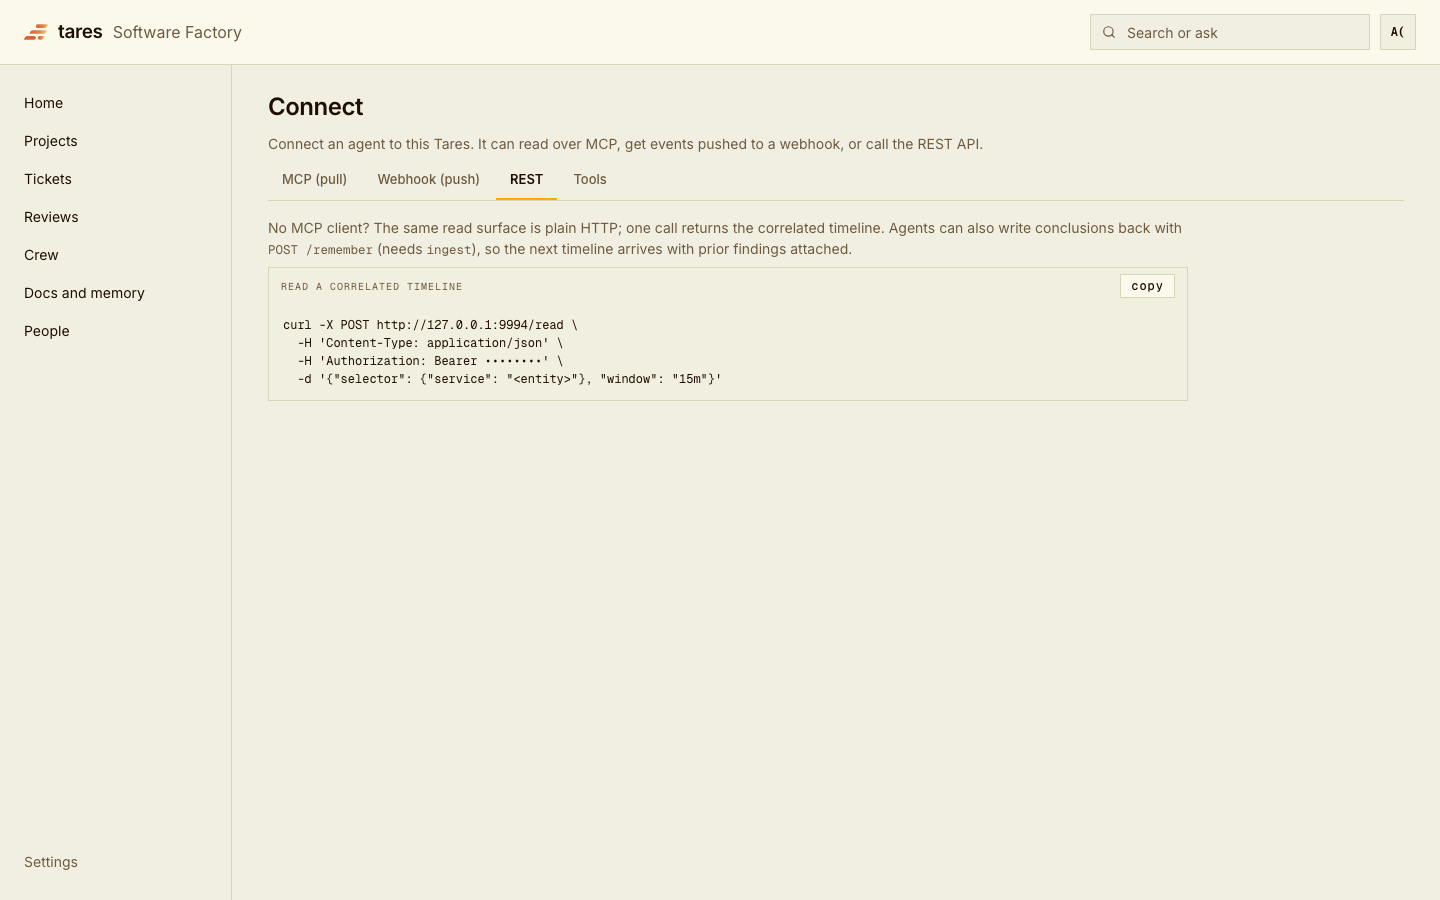 tares Software Factory
Search or ask
A(
Home
Projects
Tickets
Reviews
Crew
Docs and memory
People
Settings
Connect
Connect an agent to this Tares. It can read over MCP, get events pushed to a webhook, or call the REST API.
MCP (pull) Webhook (push) REST Tools
No MCP client? The same read surface is plain HTTP; one call returns the correlated timeline. Agents can also write conclusions back with
POST /remember (needs ingest), so the next timeline arrives with prior findings attached.
READ A CORRELATED TIMELINE
copy
curl -X POST http://127.0.0.1:9994/read \
  -H 'Content-Type: application/json' \
  -H 'Authorization: Bearer ••••••••' \
  -d '{"selector": {"service": "<entity>"}, "window": "15m"}'